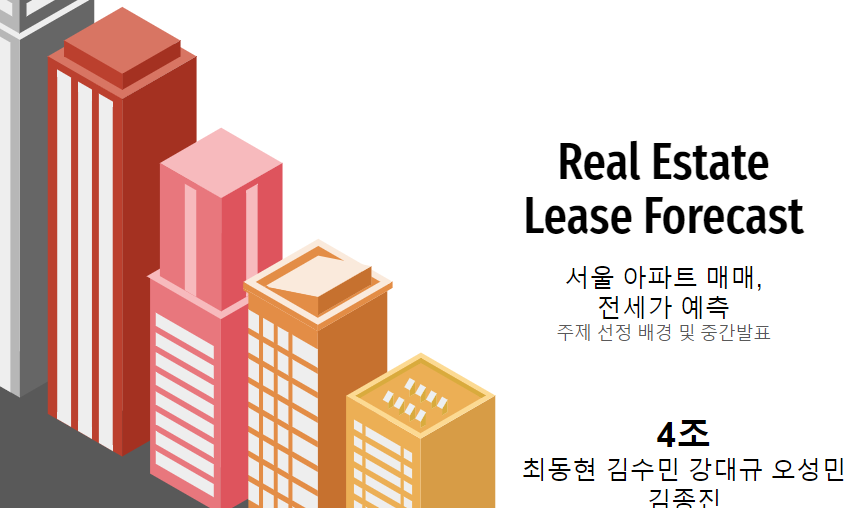 Real Estate
Lease Forecast
서울 아파트 매매,
전세가 예측
주제 선정 배경 및 중간발표
4조
최동현 김수민 강대규 오성민
김종진